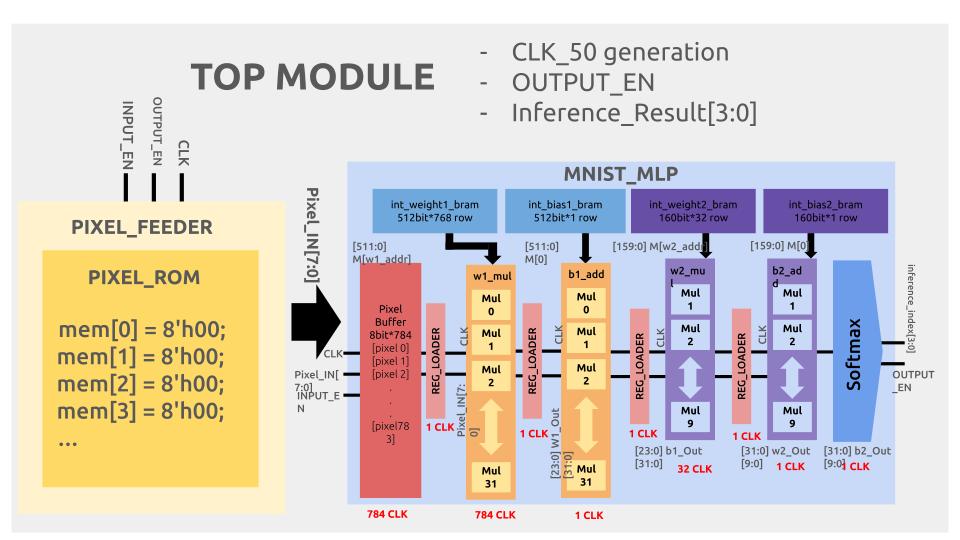 TOP MODULE
- CLK_50 generation
- OUTPUT_EN
- Inference_Result[3:0]
INPUT_EN
OUTPUT_EN
CLK
PIXEL_FEEDER
PIXEL_ROM
mem[0] = 8'h00;
mem[1] = 8'h00;
mem[2] = 8'h00;
mem[3] = 8'h00;
...
Pixel_IN[7:0]
MNIST_MLP
int_weight1_bram
512bit*768 row
int_bias1_bram
512bit*1 row
int_weight2_bram
160bit*32 row
int_bias2_bram
160bit*1 row
[511:0]
M[w1_addr]
[511:0]
M[0]
[159:0] M[w2_addr]
[159:0] M[0]
CLK
Pixel_IN[
7:0]
INPUT_E
N
Pixel
Buffer
8bit*784
[pixel 0]
[pixel 1]
[pixel 2]
.
.
.
[pixel78
3]
784 CLK
REG_LOADER
1 CLK
CLK
Pixel_IN[7:
0]
w1_mul
Mul
0
Mul
1
Mul
2
Mul
31
784 CLK
REG_LOADER
1 CLK
CLK
[23:0] W1_Out
[31:0]
b1_add
Mul
0
Mul
1
Mul
2
Mul
31
1 CLK
REG_LOADER
1 CLK
CLK
[23:0] b1_Out
[31:0]
w2_mu
l
Mul
1
Mul
2
Mul
9
32 CLK
REG_LOADER
1 CLK
CLK
[31:0] w2_Out
[9:0]
b2_ad
d
Mul
1
Mul
2
Mul
9
1 CLK
Softmax
[31:0] b2_Out
[9:0]
1 CLK
inference_index[3:0]
OUTPUT
_EN